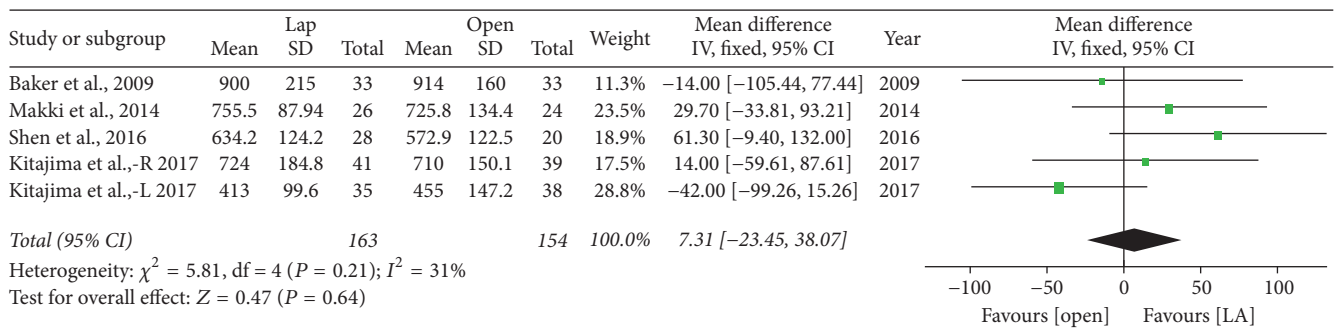 Study or subgroup Lap Open Weight Mean difference Year Mean difference
Mean SD Total Mean SD Total IV, fixed, 95% CI IV, fixed, 95% CI
Baker et al., 2009 900 215 33 914 160 33 11.3% −14.00 [−105.44, 77.44] 2009
Makki et al., 2014 755.5 87.94 26 725.8 134.4 24 23.5% 29.70 [−33.81, 93.21] 2014
Shen et al., 2016 634.2 124.2 28 572.9 122.5 20 18.9% 61.30 [−9.40, 132.00] 2016
Kitajima et al.,-R 2017 724 184.8 41 710 150.1 39 17.5% 14.00 [−59.61, 87.61] 2017
Kitajima et al.,-L 2017 413 99.6 35 455 147.2 38 28.8% −42.00 [−99.26, 15.26] 2017
Total (95% CI) 163 154 100.0% 7.31 [−23.45, 38.07]
Heterogeneity: χ² = 5.81, df = 4 (P = 0.21); I² = 31%
Test for overall effect: Z = 0.47 (P = 0.64)
−100 −50 0 50 100
Favours [open] Favours [LA]